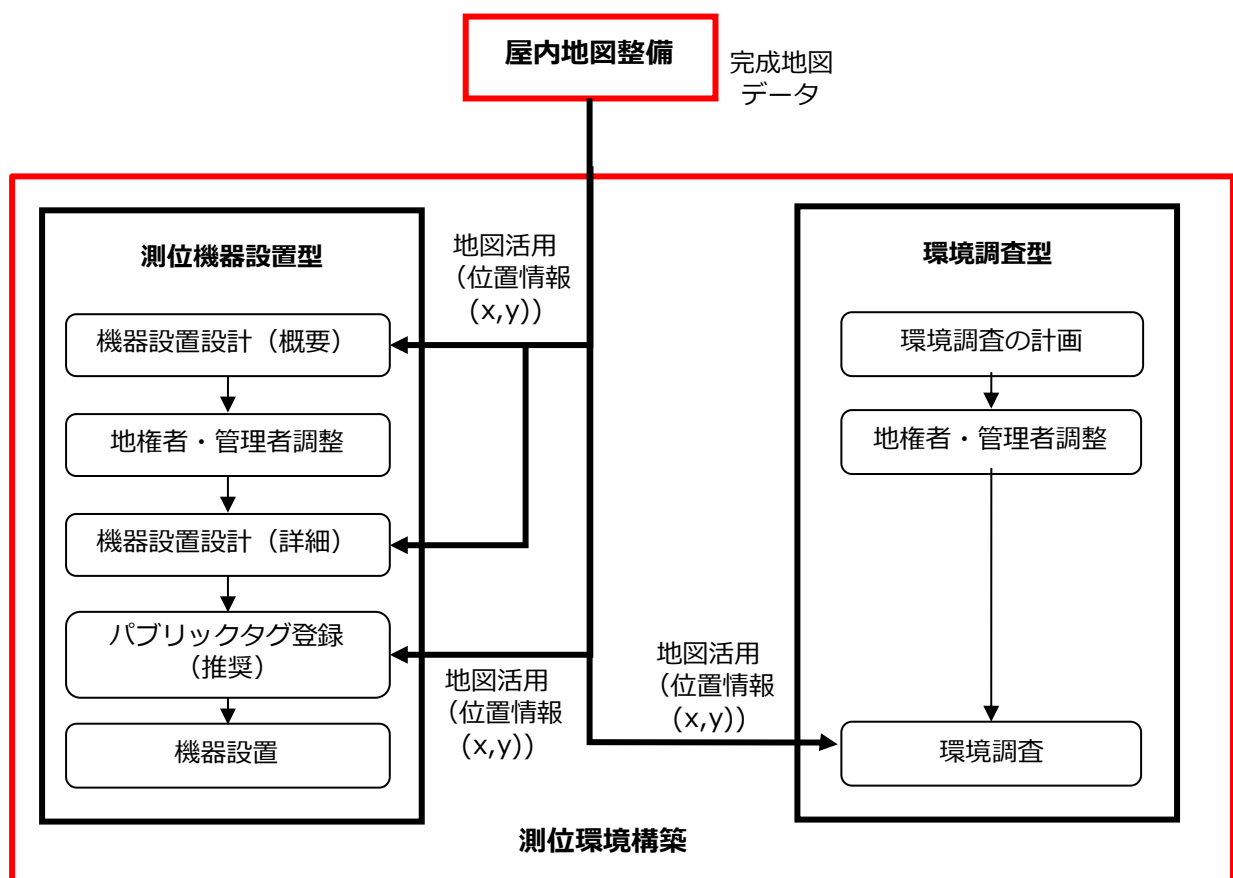 屋内地図整備
完成地図
データ
測位機器設置型
機器設置設計（概要）
地権者・管理者調整
機器設置設計（詳細）
パブリックタグ登録
（推奨）
機器設置
地図活用
（位置情報
(x,y)）
地図活用
（位置情報
(x,y)）
地図活用
（位置情報
(x,y)）
環境調査型
環境調査の計画
地権者・管理者調整
環境調査
測位環境構築